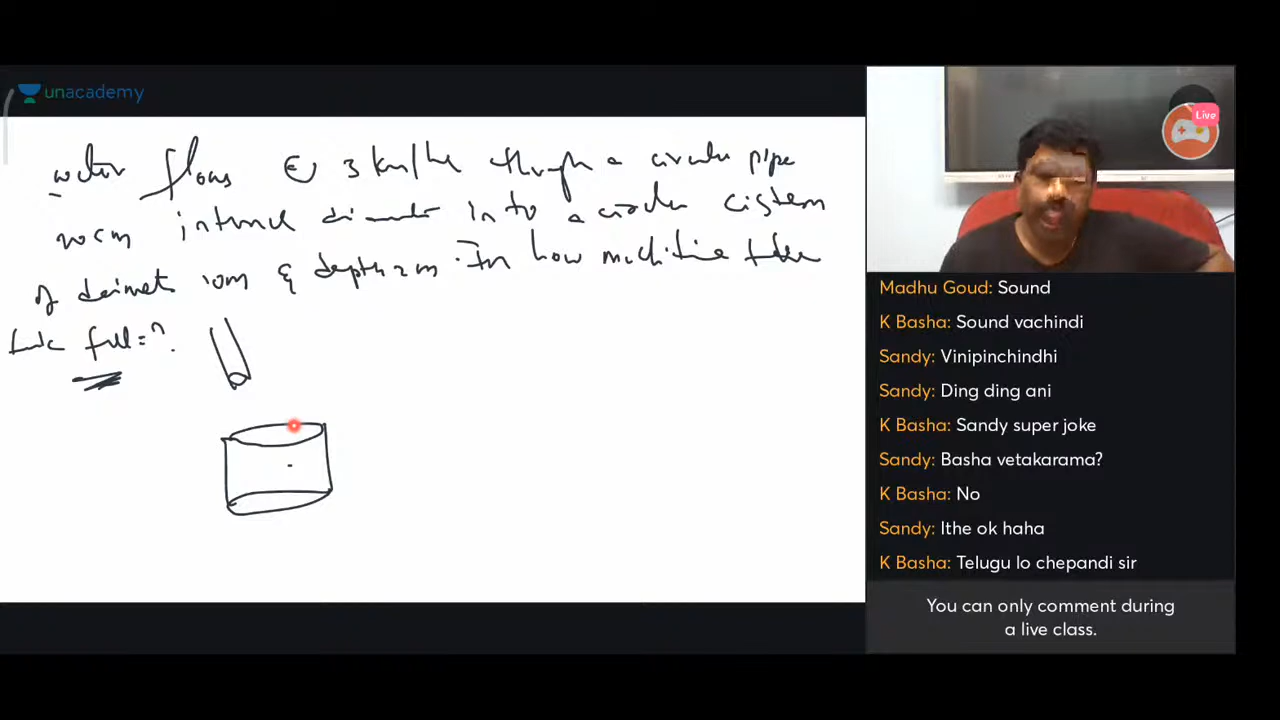 unacademy
water flows @ 3 km/hr through a circular pipe
20cm internal diameter into a circular cistern
of diameter 10m & depth 2m. In how much time
tank full=?.
Live
Madhu Goud: Sound
K Basha: Sound vachindi
Sandy: Vinipinchindhi
Sandy: Ding ding ani
K Basha: Sandy super joke
Sandy: Basha vetakarama?
K Basha: No
Sandy: Ithe ok haha
K Basha: Telugu lo chepandi sir
You can only comment during
a live class.